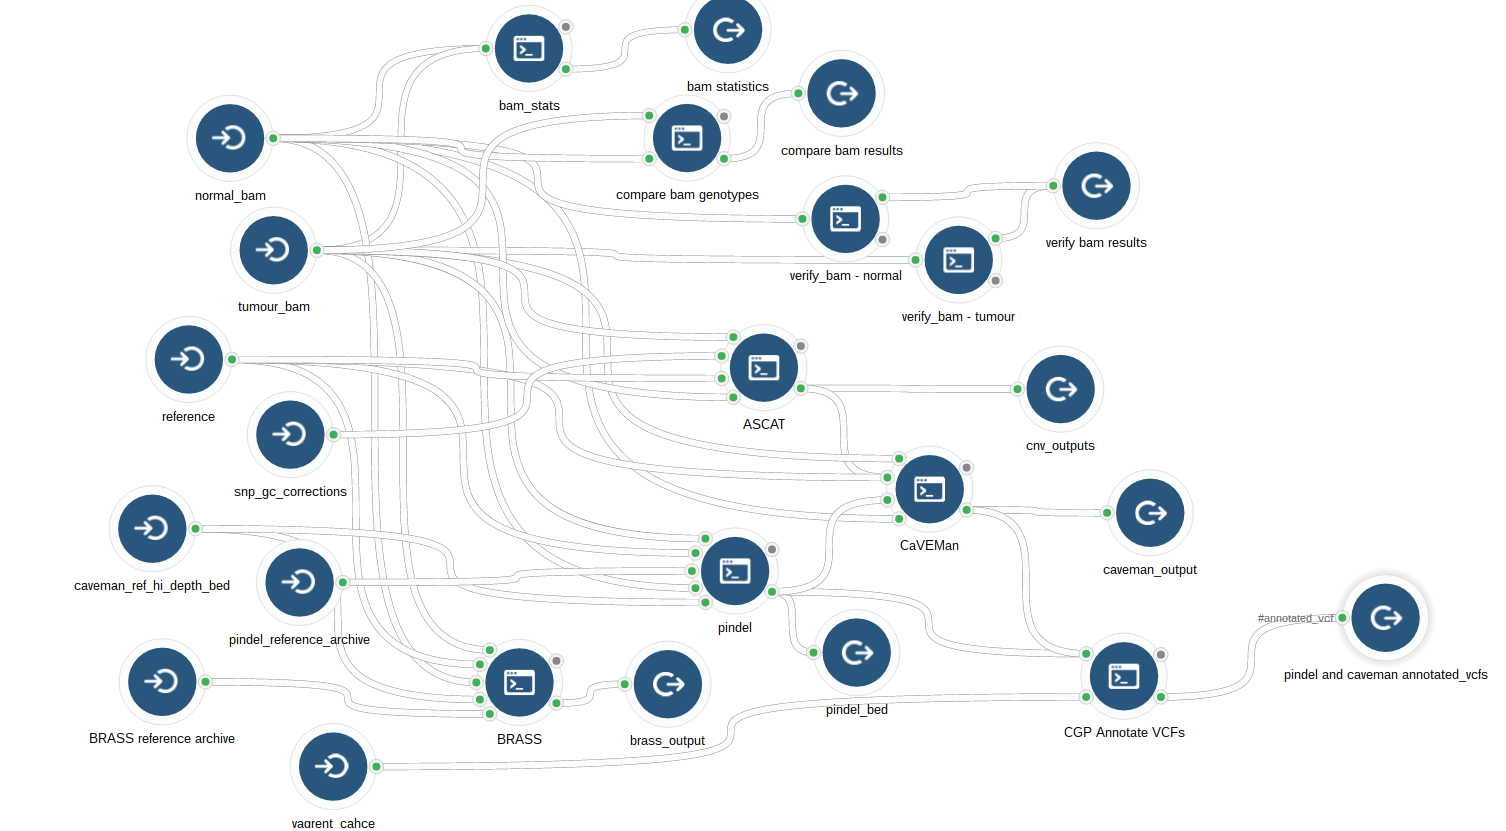 bam statistics
bam_stats
compare bam results
normal_bam
compare bam genotypes
verify bam results
verify_bam - normal
tumour_bam
verify_bam - tumour
reference
ASCAT
cnv_outputs
snp_gc_corrections
CaVEMan
caveman_output
caveman_ref_hi_depth_bed
#annotated_vcf
pindel
pindel_reference_archive
pindel and caveman annotated_vcfs
pindel_bed
CGP Annotate VCFs
BRASS reference archive
BRASS
brass_output
vagrent_cahce